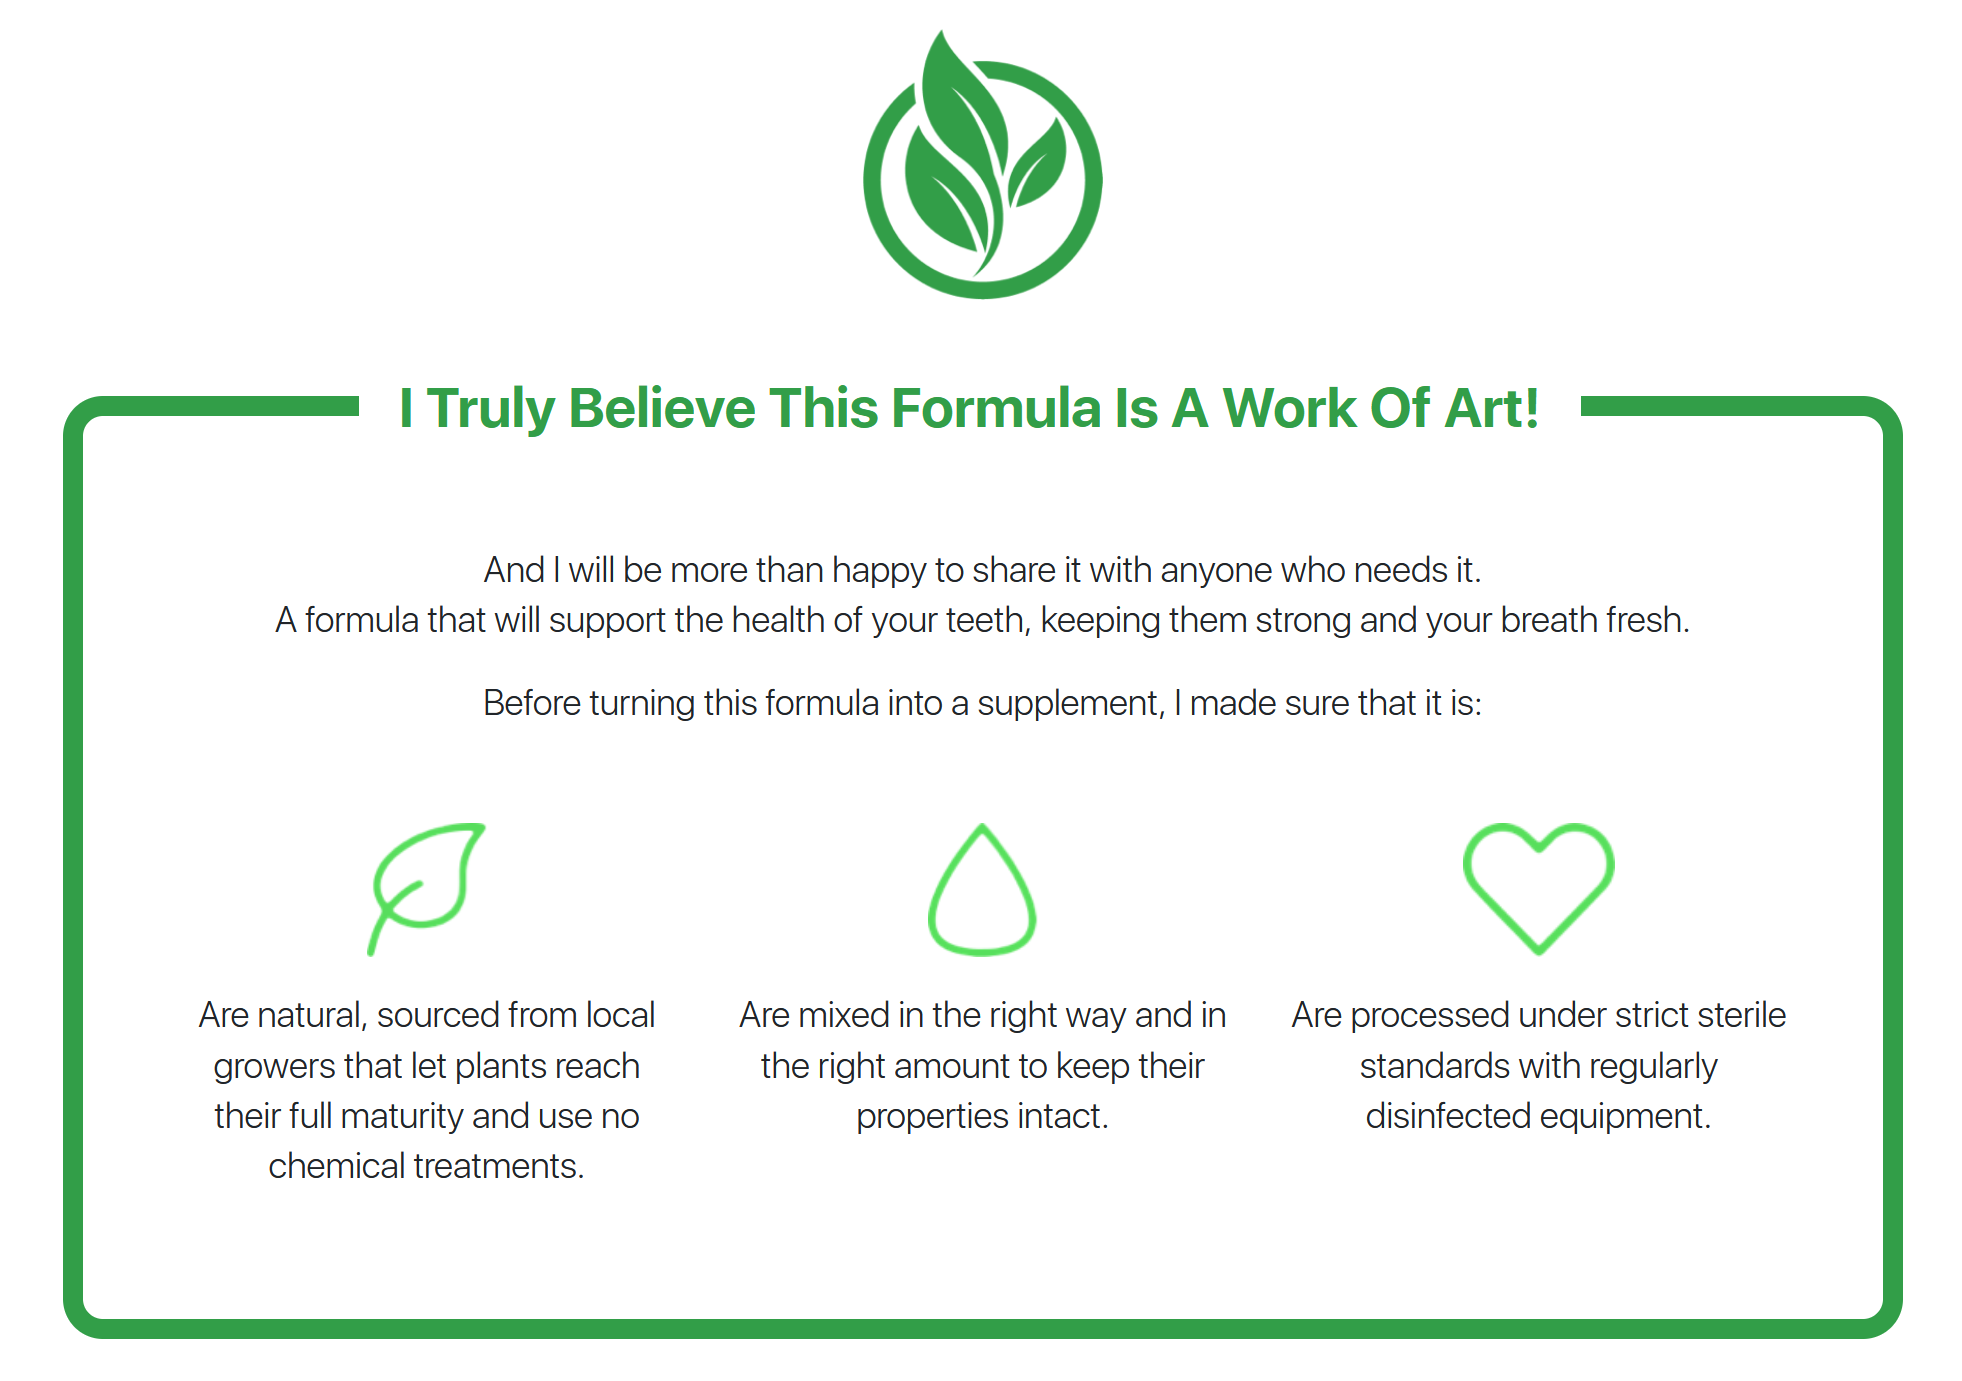 I Truly Believe This Formula Is A Work Of Art!
And I will be more than happy to share it with anyone who needs it.
A formula that will support the health of your teeth, keeping them strong and your breath fresh.
Before turning this formula into a supplement, I made sure that it is:
Are natural, sourced from local
growers that let plants reach
their full maturity and use no
chemical treatments.
Are mixed in the right way and in
the right amount to keep their
properties intact.
Are processed under strict sterile
standards with regularly
disinfected equipment.